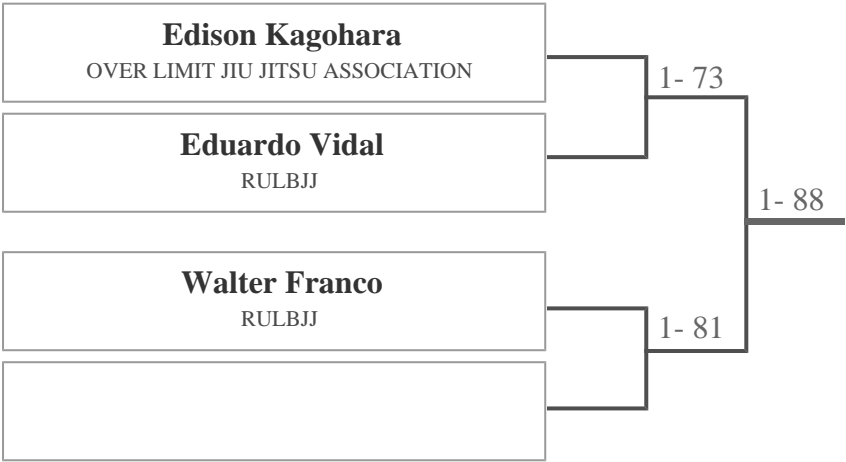 Edison Kagohara
OVER LIMIT JIU JITSU ASSOCIATION
1- 73
Eduardo Vidal
RULBJJ
1- 88
Walter Franco
RULBJJ
1- 81